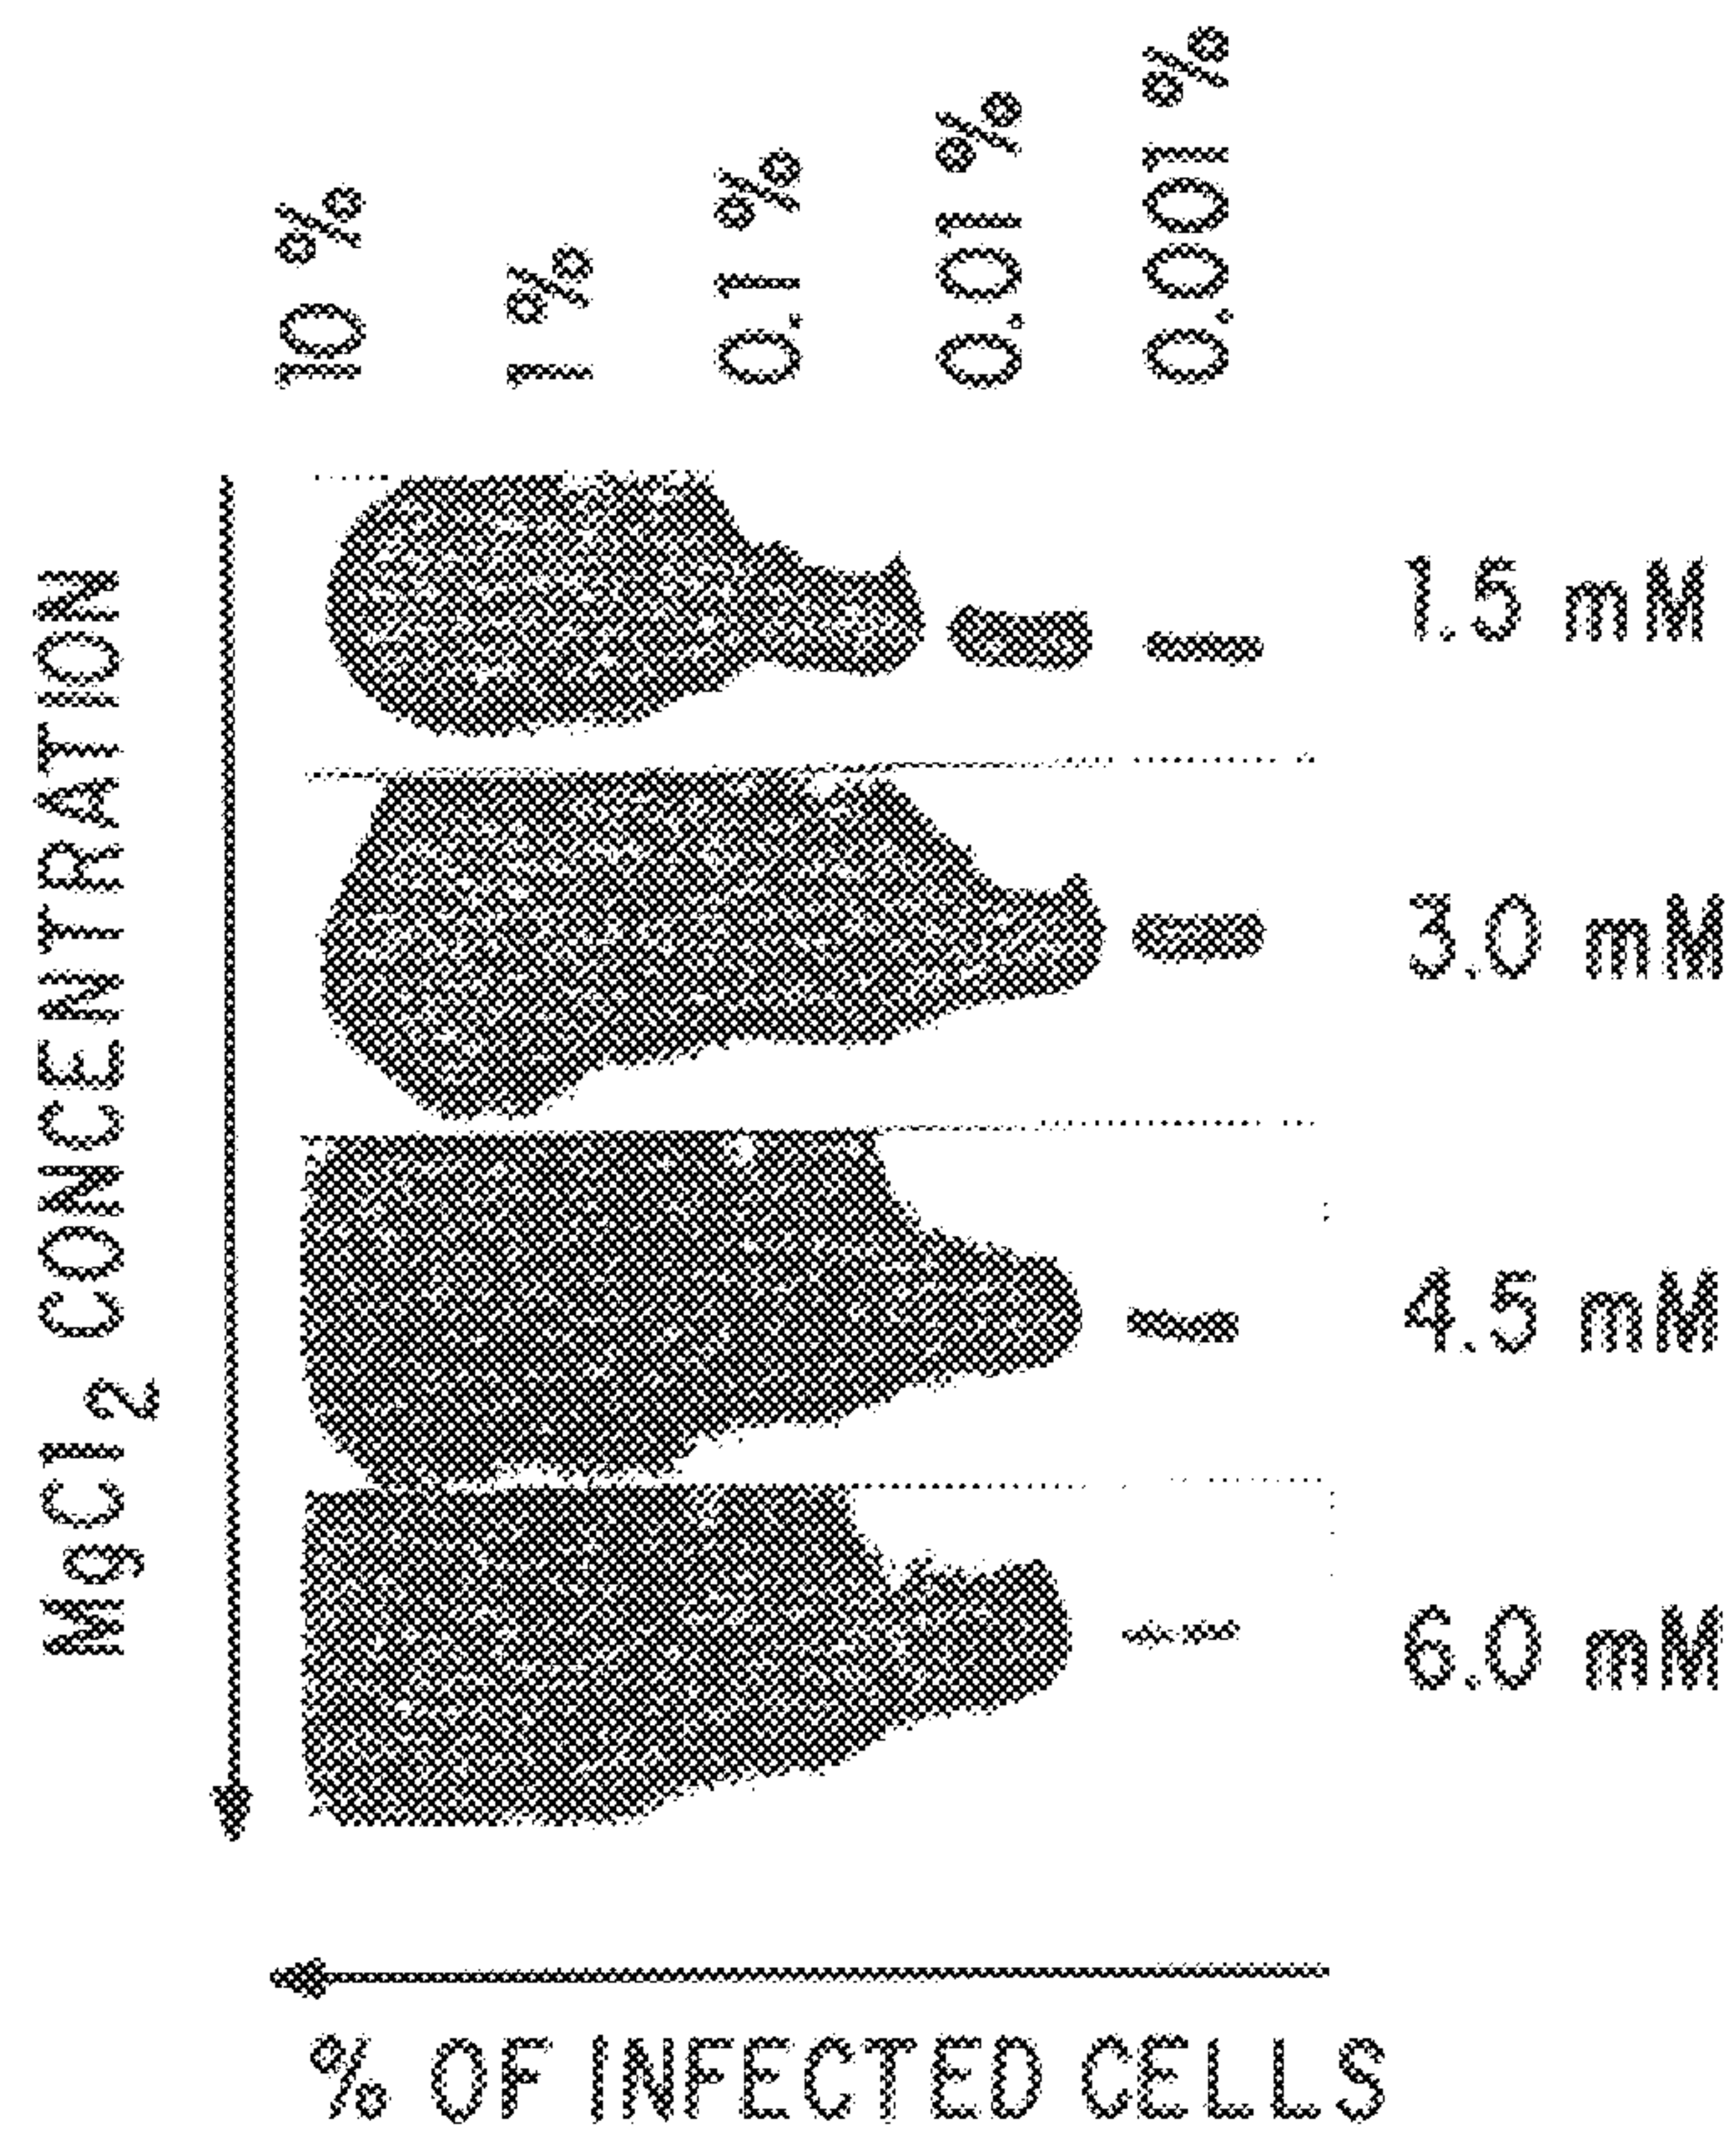 10 %
1 %
0.1 %
0.01 %
0.001 %
MgCl2 CONCENTRATION
1.5 mM
3.0 mM
4.5 mM
6.0 mM
% OF INFECTED CELLS